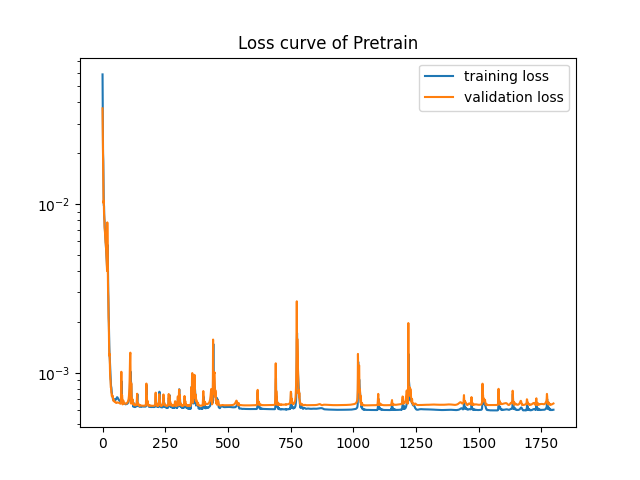 Loss curve of Pretrain
training loss
validation loss
10⁻²
10⁻³
0 250 500 750 1000 1250 1500 1750